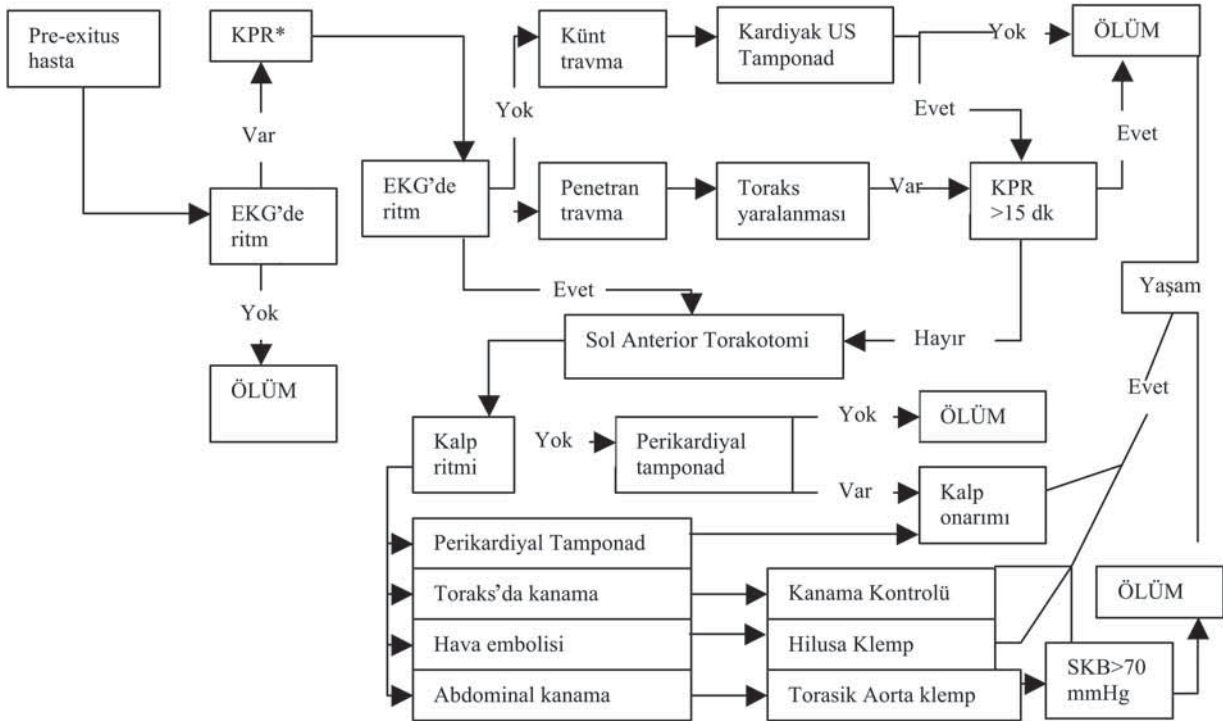 Pre-exitus
hasta
KPR*
Var
EKG'de
ritm
Yok
ÖLÜM
EKG'de
ritm
Yok
Künt
travma
Kardiyak US
Tamponad
Yok
ÖLÜM
Evet
Evet
Penetran
travma
Toraks
yaralanması
Var
KPR
>15 dk
Evet
Sol Anterior Torakotomi
Hayır
Yaşam
Evet
Kalp
ritmi
Yok
Perikardiyal
tamponad
Yok
ÖLÜM
Var
Kalp
onarımı
Perikardiyal Tamponad
Toraks'da kanama
Kanama Kontrolü
Hava embolisi
Hilusa Klemp
Abdominal kanama
Torasik Aorta klemp
SKB>70
mmHg
ÖLÜM